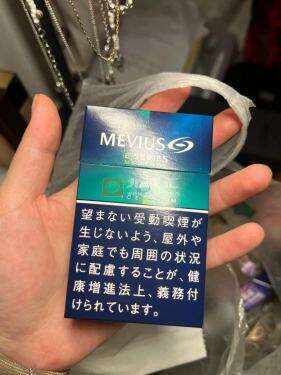 MEVIUS
E-SERIES
望まない受動喫煙が
生じないよう、屋外や
家庭でも周囲の状況
に配慮することが、健
康増進法上、義務付
けられています。